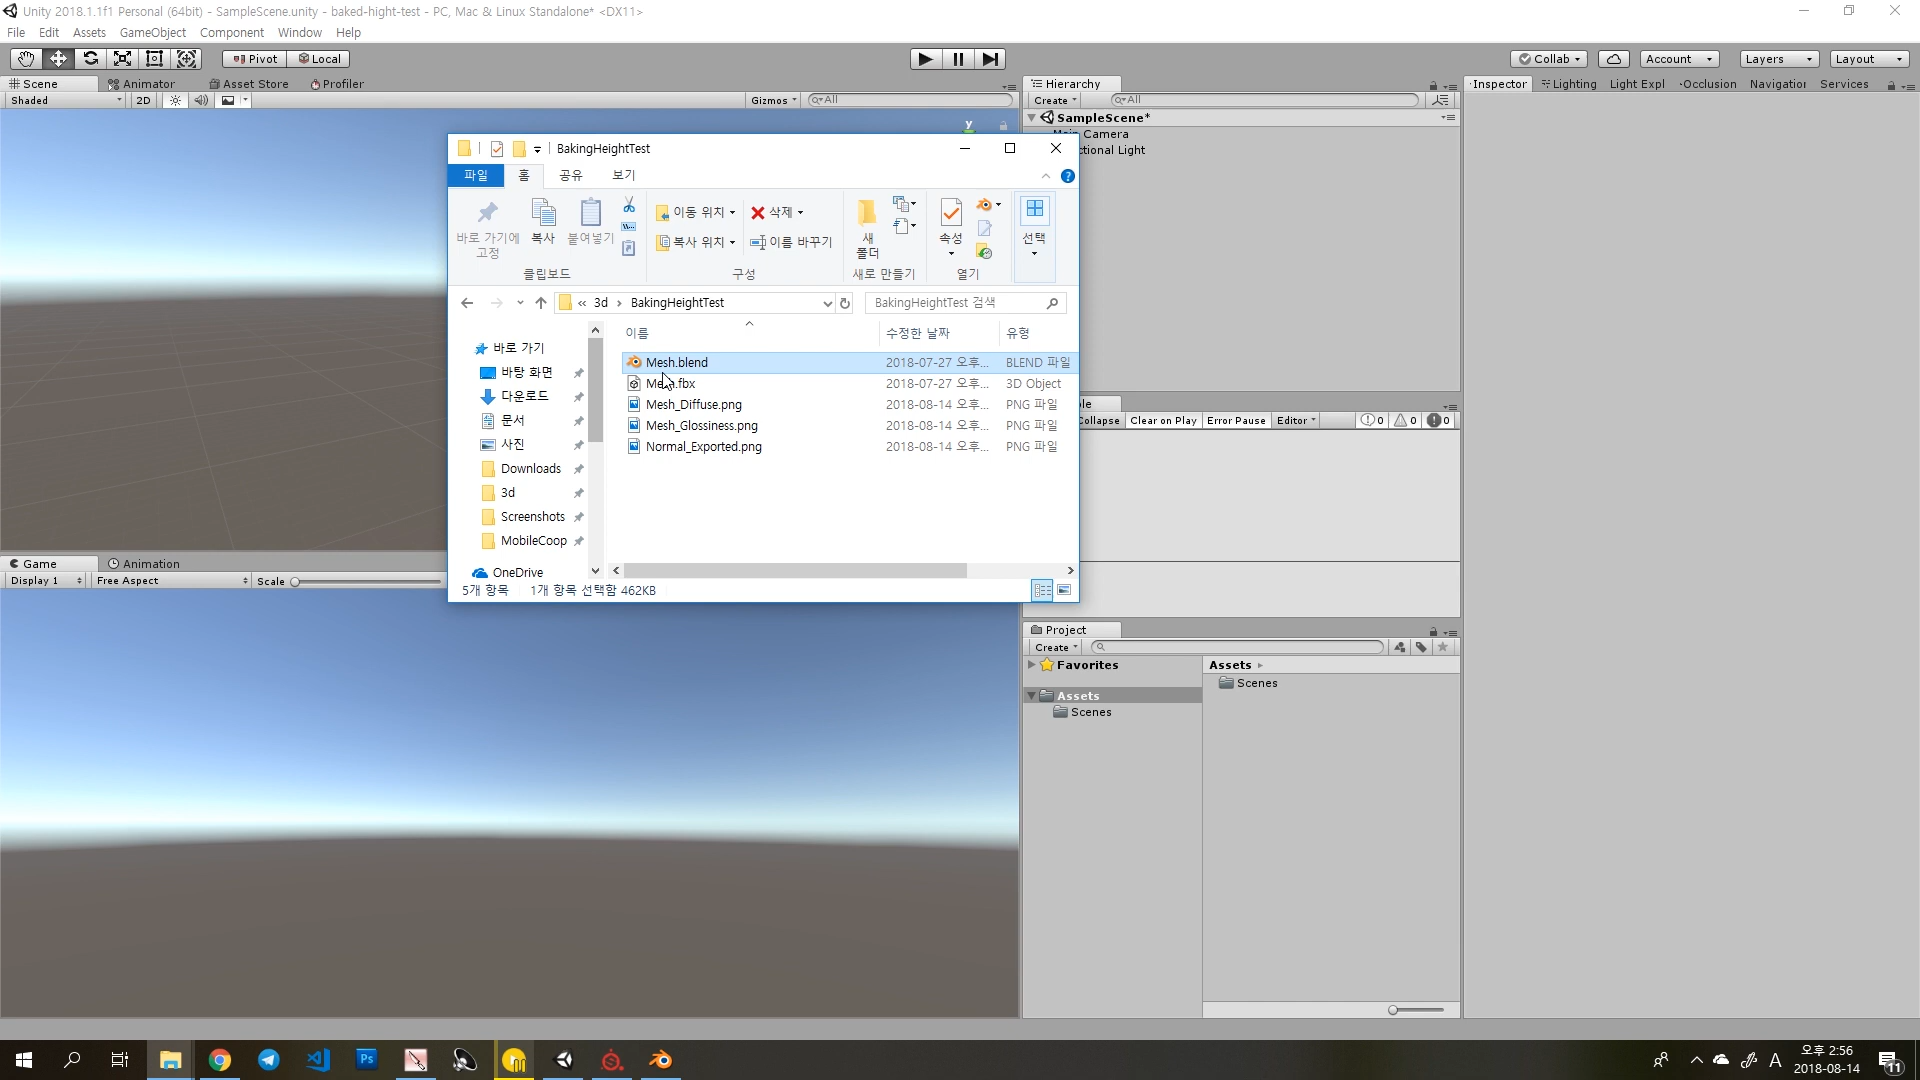 Unity 2018.1.1f1 Personal (64bit) - SampleScene.unity - baked-hight-test - PC, Mac & Linux Standalone* <DX11>
File Edit Assets GameObject Component Window Help
Pivot Local Collab Account Layers Layout
Scene Animator Asset Store Profiler
Shaded 2D Gizmos All
Hierarchy
Create All
SampleScene*
Main Camera
ctional Light
Inspector Lighting Light Expl Occlusion Navigation Services
BakingHeightTest
파일 홈 공유 보기
바로 가기에 고정
복사
붙여넣기
이동 위치
복사 위치
삭제
이름 바꾸기
새 폴더
속성
선택
클립보드 구성 새로 만들기 열기
« 3d › BakingHeightTest
BakingHeightTest 검색
이름 수정한 날짜 유형
Mesh.blend 2018-07-27 오후... BLEND 파일
Mesh.fbx 2018-07-27 오후... 3D Object
Mesh_Diffuse.png 2018-08-14 오후... PNG 파일
Mesh_Glossiness.png 2018-08-14 오후... PNG 파일
Normal_Exported.png 2018-08-14 오후... PNG 파일
바로 가기
바탕 화면
다운로드
문서
사진
Downloads
3d
Screenshots
MobileCoop
OneDrive
5개 항목 1개 항목 선택함 462KB
Collapse Clear on Play Error Pause Editor 0 0 0
Game Animation
Display 1 Free Aspect Scale
Project
Create
Favorites
Assets
Scenes
Assets
Scenes
Ps
A
오후 2:56
2018-08-14
11